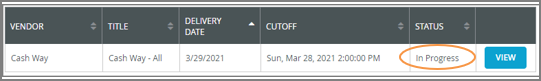 VENDOR TITLE DELIVERY DATE CUTOFF STATUS
Cash Way Cash Way - All 3/29/2021 Sun, Mar 28, 2021 2:00:00 PM In Progress VIEW